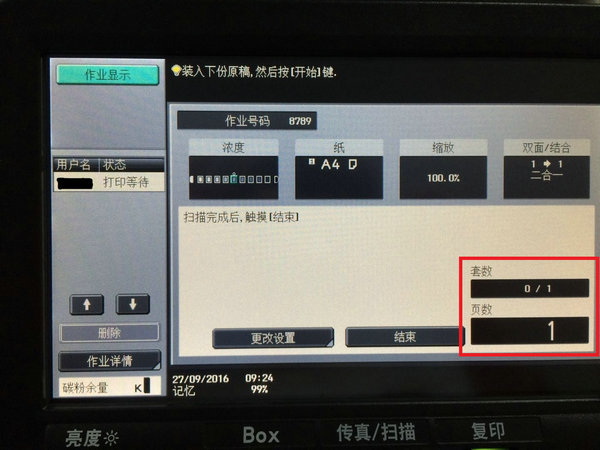 作业显示
装入下份原稿,然后按[开始]键.
作业号码 8789
浓度
纸
缩放
双面/结合
A4
100.0%
1 → 1
二合一
用户名 状态
打印等待
扫描完成后,触摸[结束]
套数
0 / 1
页数
1
删除
更改设置
结束
作业详情
碳粉余量 K
27/09/2016 09:24
记忆 99%
亮度
Box
传真/扫描
复印